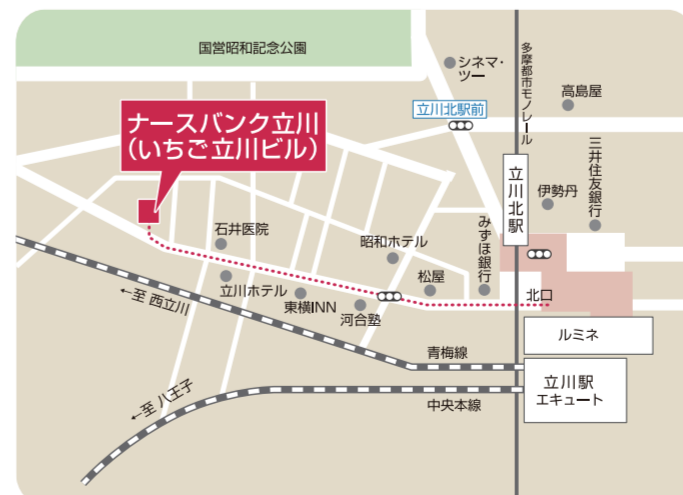 国営昭和記念公園
シネマ・
ツー
多摩都市モノレール
高島屋
立川北駅前
ナースバンク立川
(いちご立川ビル)
三井住友銀行
立川北駅
伊勢丹
石井医院
昭和ホテル
みずほ銀行
松屋
立川ホテル
東横INN
河合塾
北口
←至 西立川
ルミネ
青梅線
立川駅
エキュート
←至 八王子
中央本線